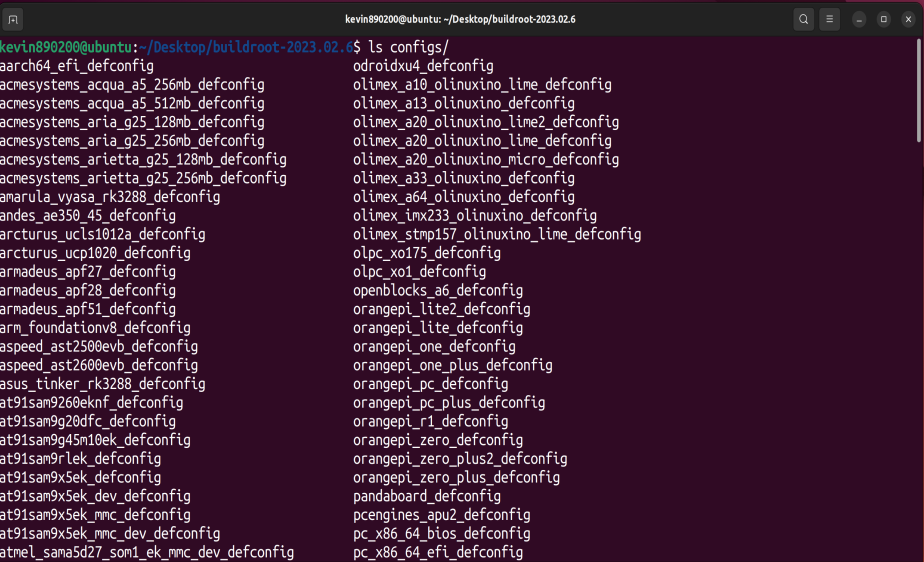 kevin890200@ubuntu: ~/Desktop/buildroot-2023.02.6
kevin890200@ubuntu:~/Desktop/buildroot-2023.02.6$ ls configs/
aarch64_efi_defconfig odroidxu4_defconfig
acmesystems_acqua_a5_256mb_defconfig olimex_a10_olinuxino_lime_defconfig
acmesystems_acqua_a5_512mb_defconfig olimex_a13_olinuxino_defconfig
acmesystems_aria_g25_128mb_defconfig olimex_a20_olinuxino_lime2_defconfig
acmesystems_aria_g25_256mb_defconfig olimex_a20_olinuxino_lime_defconfig
acmesystems_arietta_g25_128mb_defconfig olimex_a20_olinuxino_micro_defconfig
acmesystems_arietta_g25_256mb_defconfig olimex_a33_olinuxino_defconfig
amarula_vyasa_rk3288_defconfig olimex_a64_olinuxino_defconfig
andes_ae350_45_defconfig olimex_imx233_olinuxino_defconfig
arcturus_ucls1012a_defconfig olimex_stmp157_olinuxino_lime_defconfig
arcturus_ucp1020_defconfig olpc_xo175_defconfig
armadeus_apf27_defconfig olpc_xo1_defconfig
armadeus_apf28_defconfig openblocks_a6_defconfig
armadeus_apf51_defconfig orangepi_lite2_defconfig
arm_foundationv8_defconfig orangepi_lite_defconfig
aspeed_ast2500evb_defconfig orangepi_one_defconfig
aspeed_ast2600evb_defconfig orangepi_one_plus_defconfig
asus_tinker_rk3288_defconfig orangepi_pc_defconfig
at91sam9260eknf_defconfig orangepi_pc_plus_defconfig
at91sam9g20dfc_defconfig orangepi_r1_defconfig
at91sam9g45m10ek_defconfig orangepi_zero_defconfig
at91sam9rlek_defconfig orangepi_zero_plus2_defconfig
at91sam9x5ek_defconfig orangepi_zero_plus_defconfig
at91sam9x5ek_dev_defconfig pandaboard_defconfig
at91sam9x5ek_mmc_defconfig pcengines_apu2_defconfig
at91sam9x5ek_mmc_dev_defconfig pc_x86_64_bios_defconfig
atmel_sama5d27_som1_ek_mmc_dev_defconfig pc_x86_64_efi_defconfig